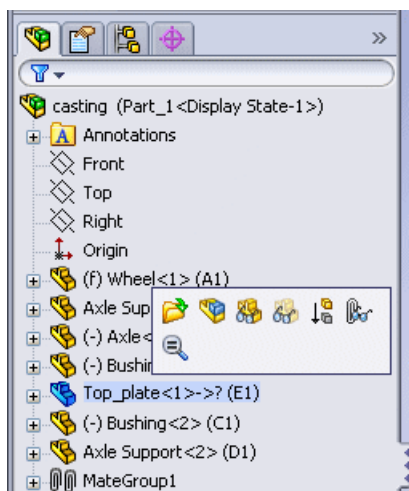 casting (Part_1<Display State-1>)
A Annotations
Front
Top
Right
Origin
(f) Wheel<1> (A1)
Axle Sup
(-) Axle<
(-) Bushin
Top_plate<1>->? (E1)
(-) Bushing<2> (C1)
Axle Support<2> (D1)
MateGroup1